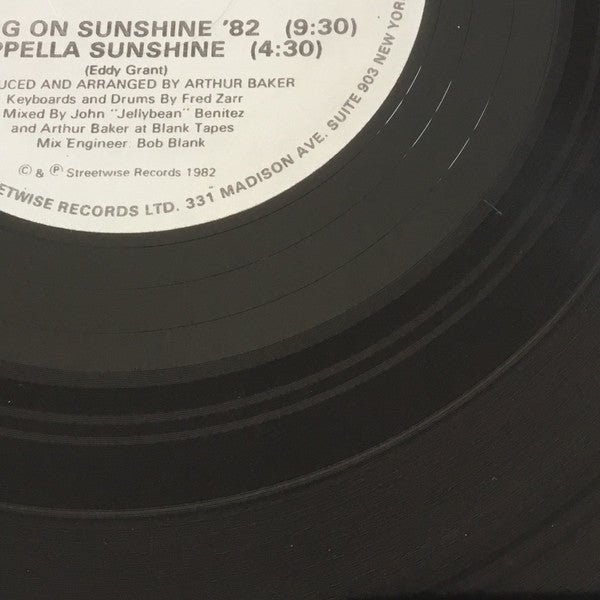 G ON SUNSHINE '82 (9:30)
PPELLA SUNSHINE (4:30)
(Eddy Grant)
UCED AND ARRANGED BY ARTHUR BAKER
Keyboards and Drums By Fred Zarr
Mixed By John "Jellybean" Benitez
and Arthur Baker at Blank Tapes
Mix Engineer: Bob Blank
© & ℗ Streetwise Records 1982
ETWISE RECORDS LTD. 331 MADISON AVE. SUITE 903 NEW YOR